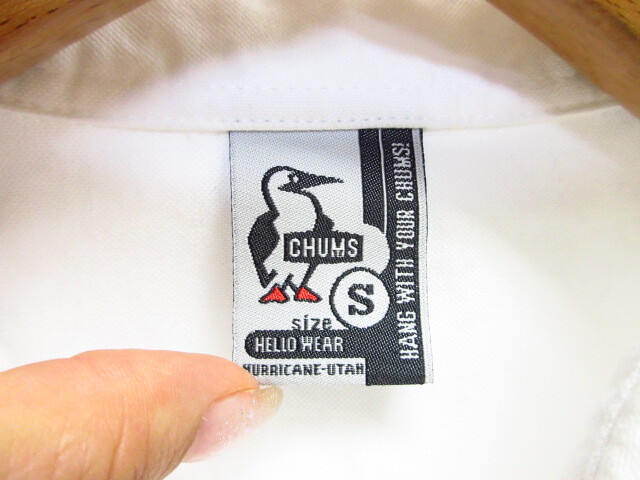 CHUMS
S
size
HELLO WEAR
HURRICANE-UTAH
HANG WITH YOUR CHUMS!